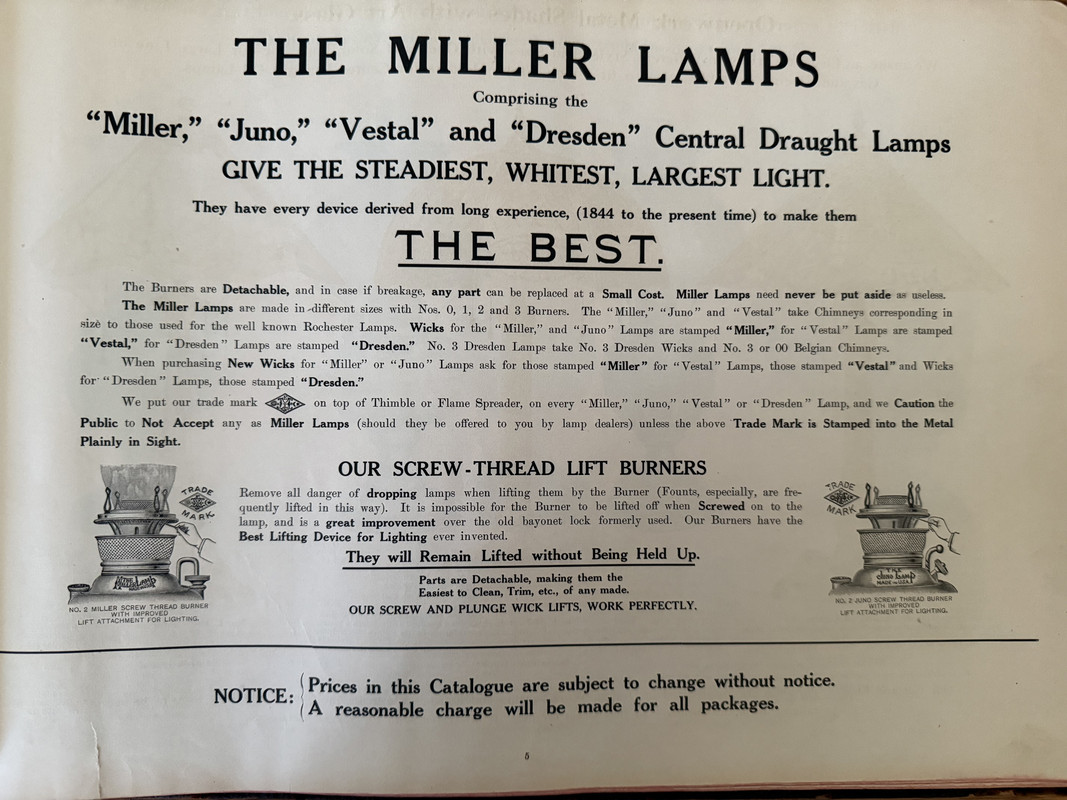 THE MILLER LAMPS
Comprising the
“Miller,” “Juno,” “Vestal” and “Dresden” Central Draught Lamps
GIVE THE STEADIEST, WHITEST, LARGEST LIGHT.
They have every device derived from long experience, (1844 to the present time) to make them
THE BEST.
The Burners are Detachable, and in case if breakage, any part can be replaced at a Small Cost. Miller Lamps need never be put aside as useless.
The Miller Lamps are made in different sizes with Nos. 0, 1, 2 and 3 Burners. The “Miller,” “Juno” and “Vestal” take Chimneys corresponding in
size to those used for the well known Rochester Lamps. Wicks for the “Miller,” and “Juno” Lamps are stamped “Miller,” for “Vestal” Lamps are stamped
“Vestal,” for “Dresden” Lamps are stamped “Dresden.” No. 3 Dresden Lamps take No. 3 Dresden Wicks and No. 3 or 00 Belgian Chimneys.
When purchasing New Wicks for “Miller” or “Juno” Lamps ask for those stamped “Miller” for “Vestal” Lamps, those stamped “Vestal” and Wicks
for “Dresden” Lamps, those stamped “Dresden.”
We put our trade mark on top of Thimble or Flame Spreader, on every “Miller,” “Juno,” “Vestal” or “Dresden” Lamp, and we Caution the
Public to Not Accept any as Miller Lamps (should they be offered to you by lamp dealers) unless the above Trade Mark is Stamped into the Metal
Plainly in Sight.
OUR SCREW-THREAD LIFT BURNERS
Remove all danger of dropping lamps when lifting them by the Burner (Founts, especially, are fre-
quently lifted in this way). It is impossible for the Burner to be lifted off when Screwed on to the
lamp, and is a great improvement over the old bayonet lock formerly used. Our Burners have the
Best Lifting Device for Lighting ever invented.
They will Remain Lifted without Being Held Up.
Parts are Detachable, making them the
Easiest to Clean, Trim, etc., of any made.
OUR SCREW AND PLUNGE WICK LIFTS, WORK PERFECTLY.
TRADE
MARK
THE
MILLER LAMP
NO. 2 MILLER SCREW THREAD BURNER
WITH IMPROVED
LIFT ATTACHMENT FOR LIGHTING.
TRADE
MARK
THE
JUNO LAMP
MADE IN U.S.A.
NO. 2 JUNO SCREW THREAD BURNER
WITH IMPROVED
LIFT ATTACHMENT FOR LIGHTING.
NOTICE:
Prices in this Catalogue are subject to change without notice.
A reasonable charge will be made for all packages.
5